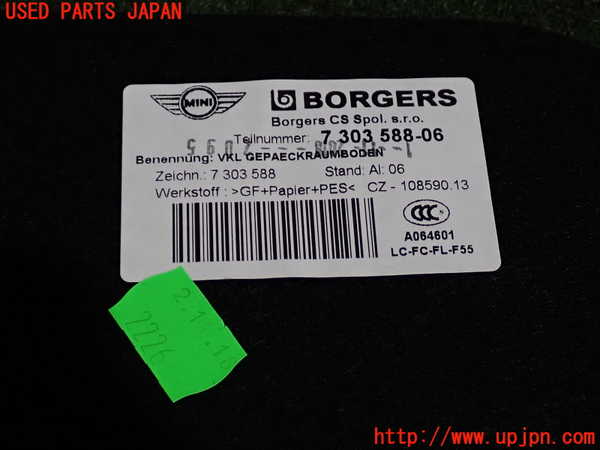 USED PARTS JAPAN
MINI
BORGERS
Borgers CS Spol. s.r.o.
Teilnummer: 7 303 588-06
Benennung: VKL GEPAECKRAUMBODEN
Zeichn.: 7 303 588 Stand: AI: 06
Werkstoff : >GF+Papier+PES< CZ - 108590.13
CCC S
A064601
LC-FC-FL-F55
2226
http://www.upjpn.com/